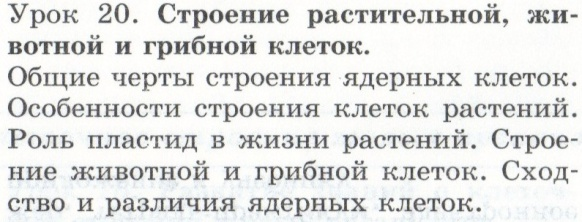 Урок 20. Строение растительной, жи-
вотной и грибной клеток.
Общие черты строения ядерных клеток.
Особенности строения клеток растений.
Роль пластид в жизни растений. Строе-
ние животной и грибной клеток. Сход-
ство и различия ядерных клеток.